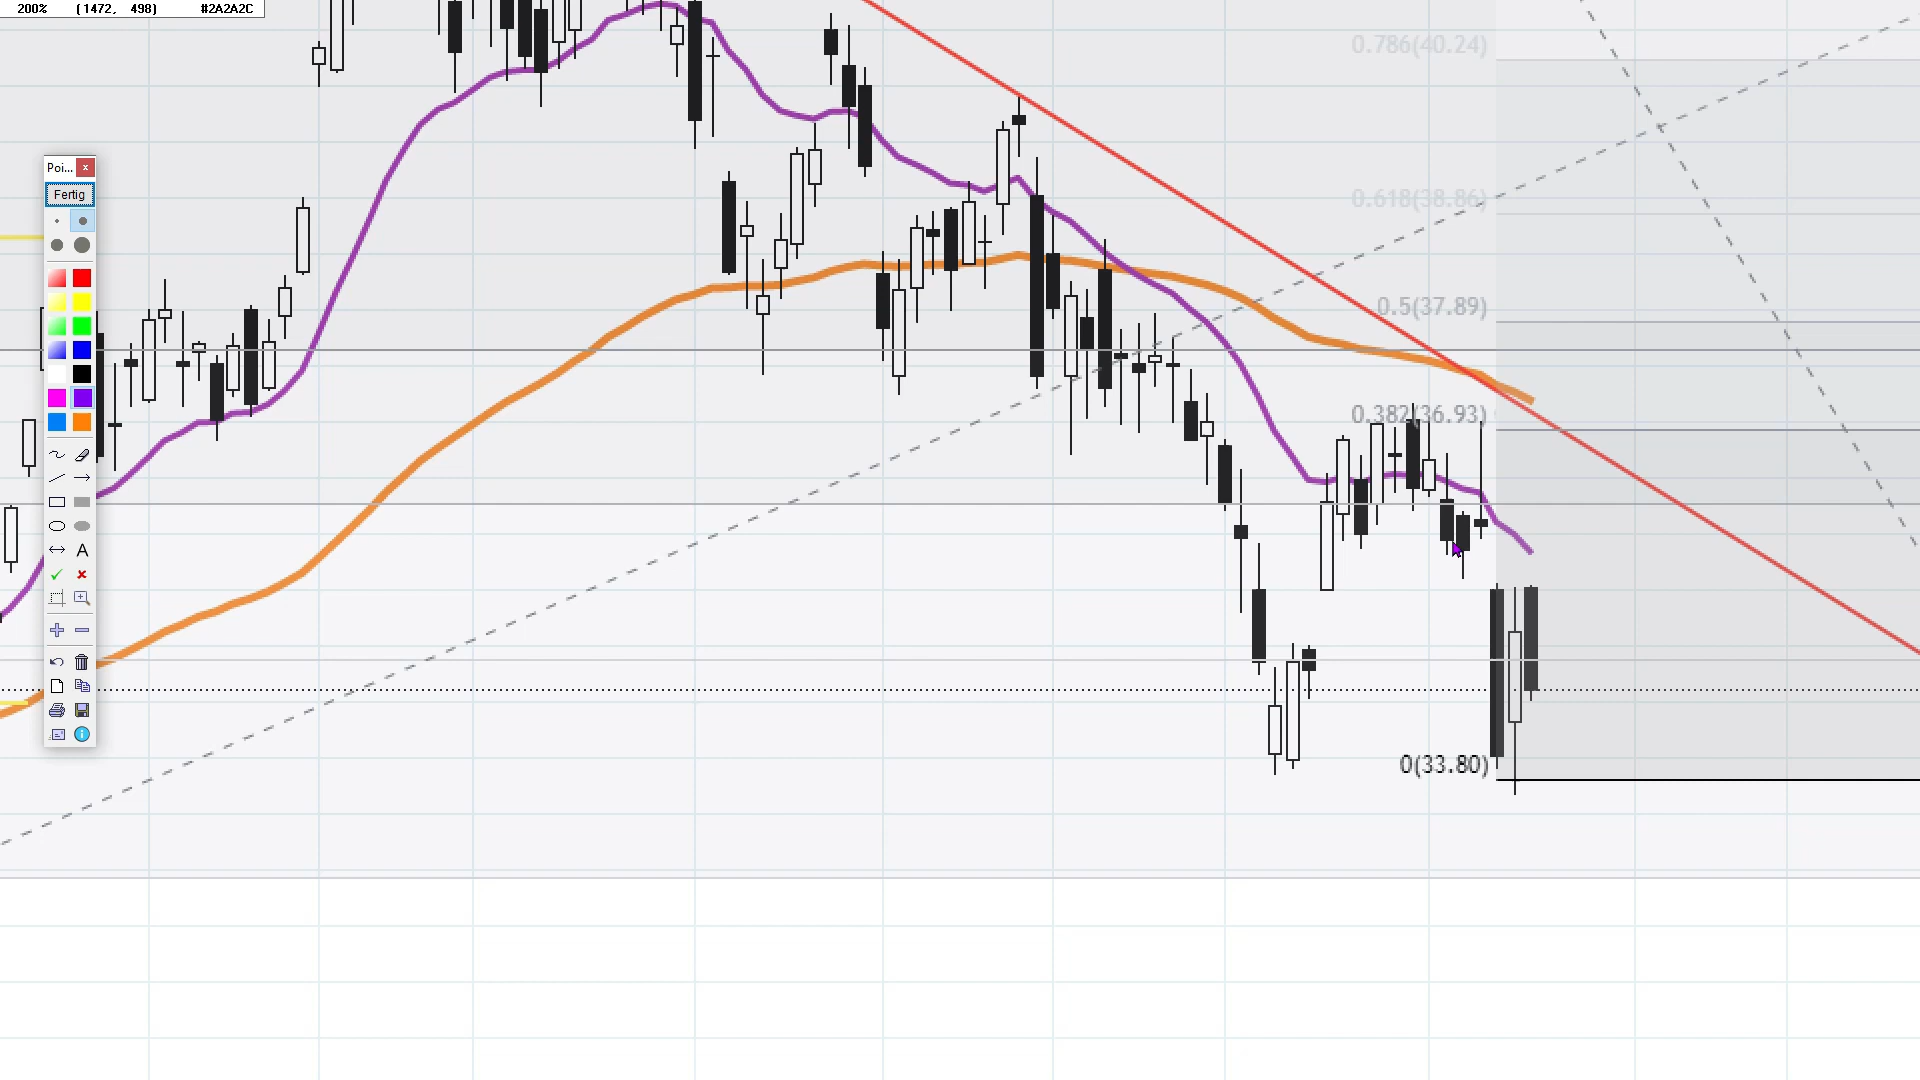 200% (1472, 498) #2A2A2C
0.786(40.24)
Poi...
Fertig
0.618(38.86)
0.5(37.89)
0.382(36.93)
A
0(33.80)